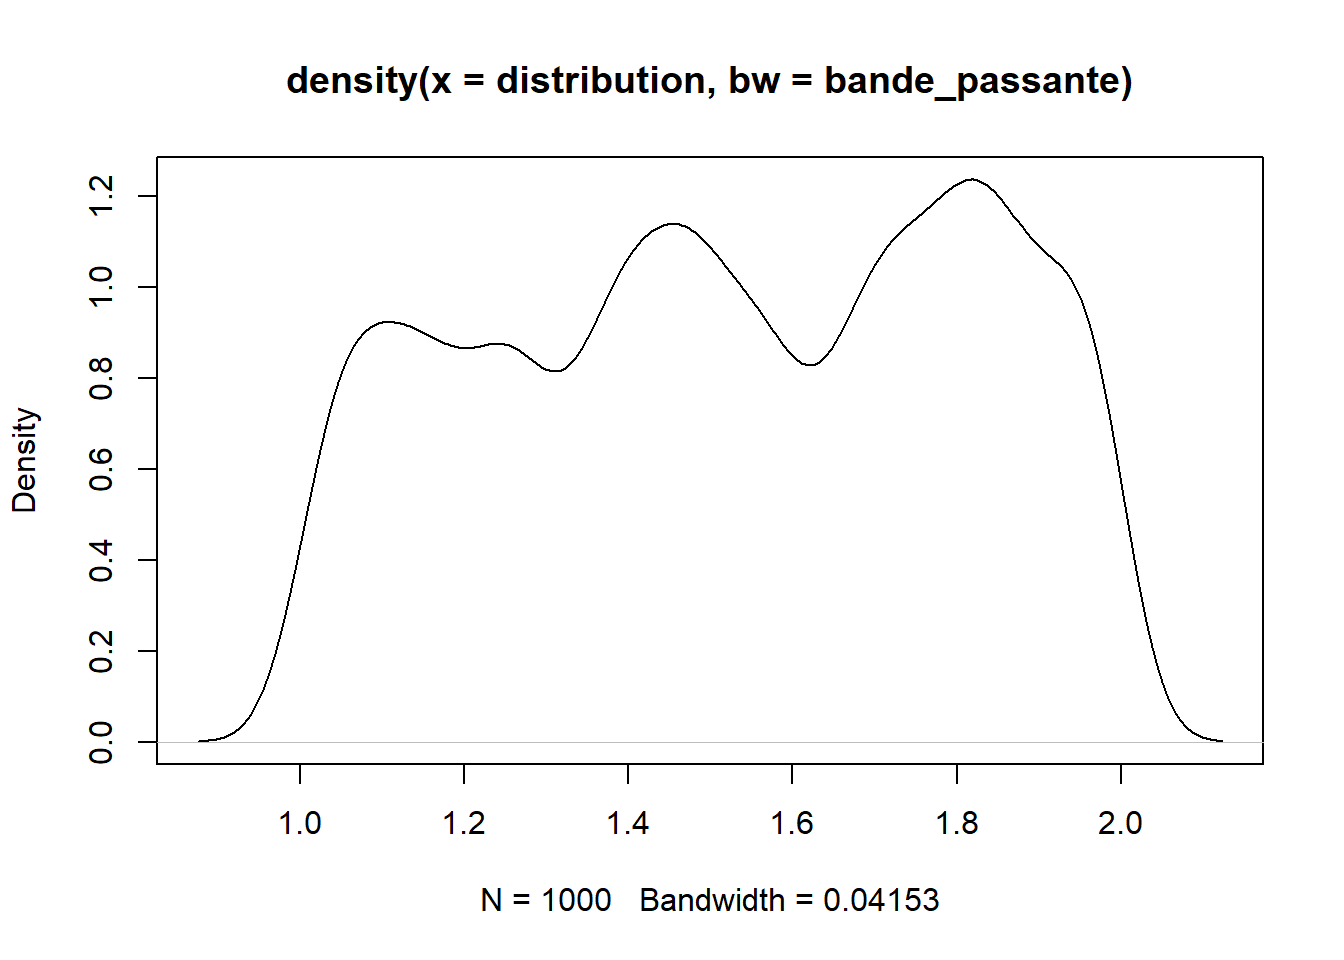 density(x = distribution, bw = bande_passante)
Density
1.2
1.0
0.8
0.6
0.4
0.2
0.0
1.0 1.2 1.4 1.6 1.8 2.0
N = 1000 Bandwidth = 0.04153